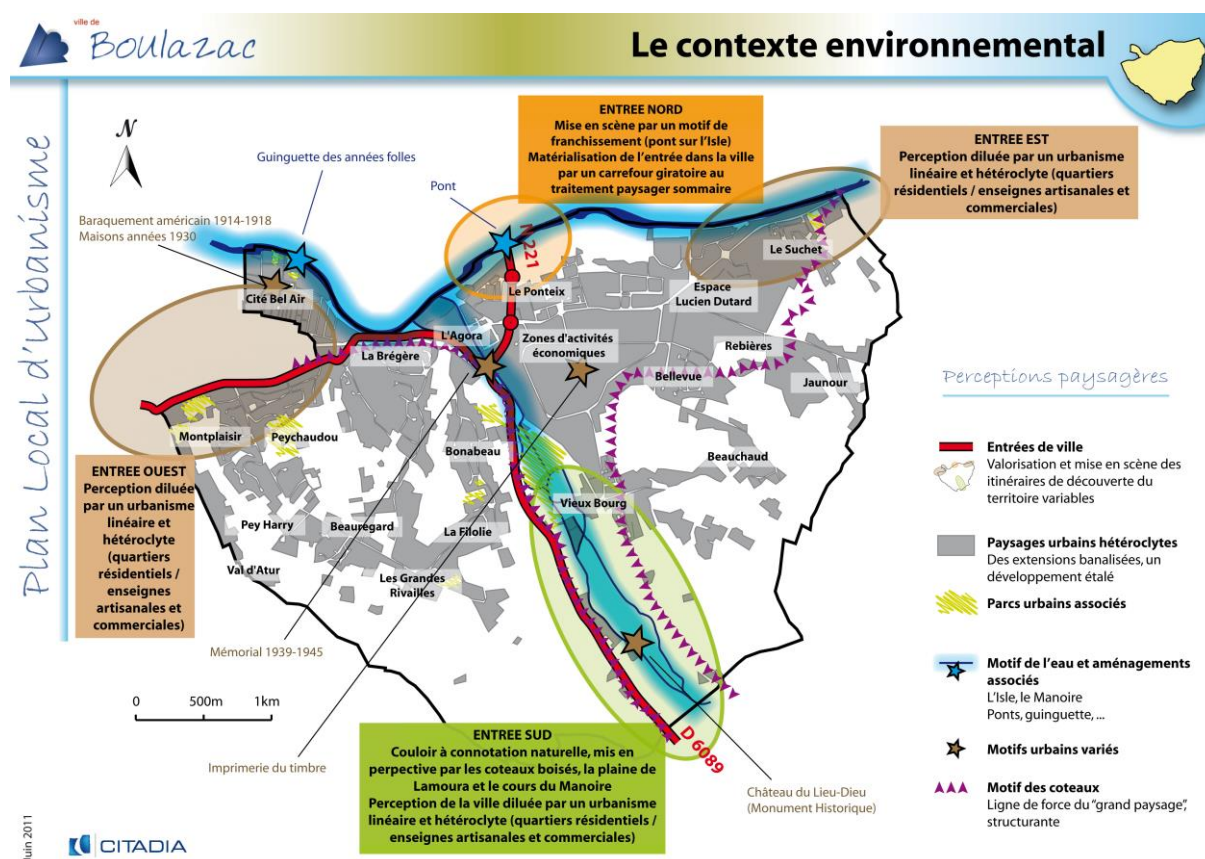 ville de
Boulazac
Le contexte environnemental
Plan Local d'Urbanisme
N
ENTREE NORD
Mise en scène par un motif de
franchissement (pont sur l'Isle)
Matérialisation de l'entrée dans la ville
par un carrefour giratoire au
traitement paysager sommaire
ENTREE EST
Perception diluée par un urbanisme
linéaire et hétéroclyte (quartiers
résidentiels / enseignes artisanales et
commerciales)
Guinguette des années folles
Pont
Baraquement américain 1914-1918
Maisons années 1930
N 221
Le Suchet
Cité Bel Air
Le Ponteix
Espace
Lucien Dutard
L'Agora
Zones d'activités
économiques
La Brégère
Rebières
Bellevue
Jaunour
Montplaisir
Peychaudou
Bonabeau
Beauchaud
Vieux Bourg
Pey Harry
Beauregard
La Filolie
Val d'Atur
Les Grandes
Rivailles
ENTREE OUEST
Perception diluée
par un urbanisme
linéaire et
hétéroclyte
(quartiers
résidentiels /
enseignes
artisanales et
commerciales)
Mémorial 1939-1945
0 500m 1km
Imprimerie du timbre
D 6089
ENTREE SUD
Couloir à connotation naturelle, mis en
perpective par les coteaux boisés, la plaine de
Lamoura et le cours du Manoire
Perception de la ville diluée par un urbanisme
linéaire et hétéroclyte (quartiers résidentiels /
enseignes artisanales et commerciales)
Château du Lieu-Dieu
(Monument Historique)
Perceptions paysagères
Entrées de ville
Valorisation et mise en scène des
itinéraires de découverte du
territoire variables
Paysages urbains hétéroclytes
Des extensions banalisées, un
développement étalé
Parcs urbains associés
Motif de l'eau et aménagements
associés
L'Isle, le Manoire
Ponts, guinguette, ...
Motifs urbains variés
Motif des coteaux
Ligne de force du "grand paysage",
structurante
Juin 2011
CITADIA